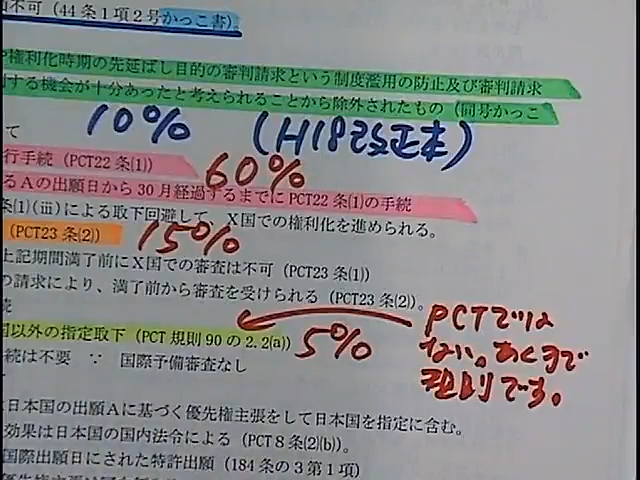 不可(44条1項2号かっこ書)。
や権利化時期の先延ばし目的の審判請求という制度濫用の防止及び審判請求
する機会が十分あったと考えられることから除外されたもの(同号かっこ
て
10% (H18改正本)
行手続(PCT22条(1))
60%
るAの出願日から30月経過するまでにPCT22条(1)の手続
条(1)(iii)による取下回避して、X国での権利化を進められる。
(PCT23条(2))
15%
上記期間満了前にX国での審査は不可(PCT23条(1))
の請求により、満了前から審査を受けられる(PCT23条(2))。
続
国以外の指定取下(PCT規則90の2.2(a))
5%
PCTでは
ない。あくまで
規則です。
続は不要 ∵ 国際予備審査なし
は日本国の出願Aに基づく優先権主張をして日本国を指定に含む。
効果は日本国の国内法令による(PCT8条(2)(b))。
国際出願日にされた特許出願(184条の3第1項)